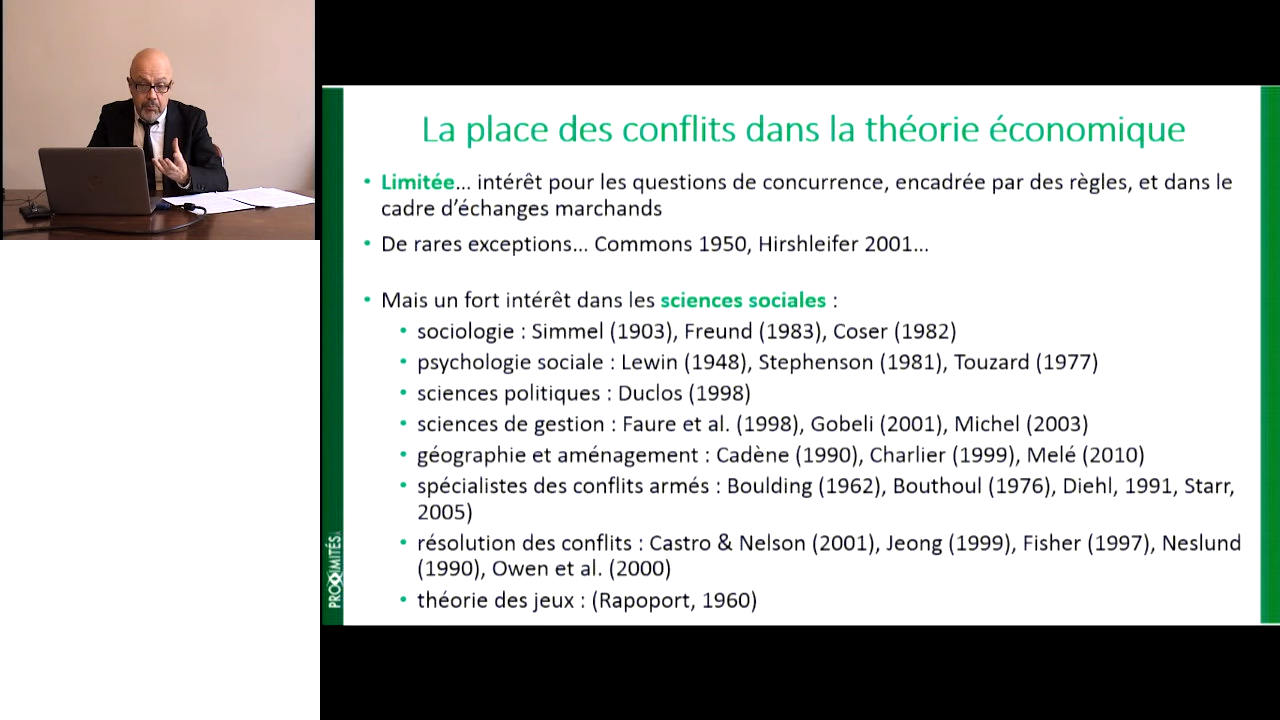 La place des conflits dans la théorie économique
• Limitée... intérêt pour les questions de concurrence, encadrée par des règles, et dans le
cadre d'échanges marchands
• De rares exceptions... Commons 1950, Hirshleifer 2001...
• Mais un fort intérêt dans les sciences sociales :
• sociologie : Simmel (1903), Freund (1983), Coser (1982)
• psychologie sociale : Lewin (1948), Stephenson (1981), Touzard (1977)
• sciences politiques : Duclos (1998)
• sciences de gestion : Faure et al. (1998), Gobeli (2001), Michel (2003)
• géographie et aménagement : Cadène (1990), Charlier (1999), Melé (2010)
• spécialistes des conflits armés : Boulding (1962), Bouthoul (1976), Diehl, 1991, Starr,
2005)
• résolution des conflits : Castro & Nelson (2001), Jeong (1999), Fisher (1997), Neslund
(1990), Owen et al. (2000)
• théorie des jeux : (Rapoport, 1960)
PROXIMITÉS